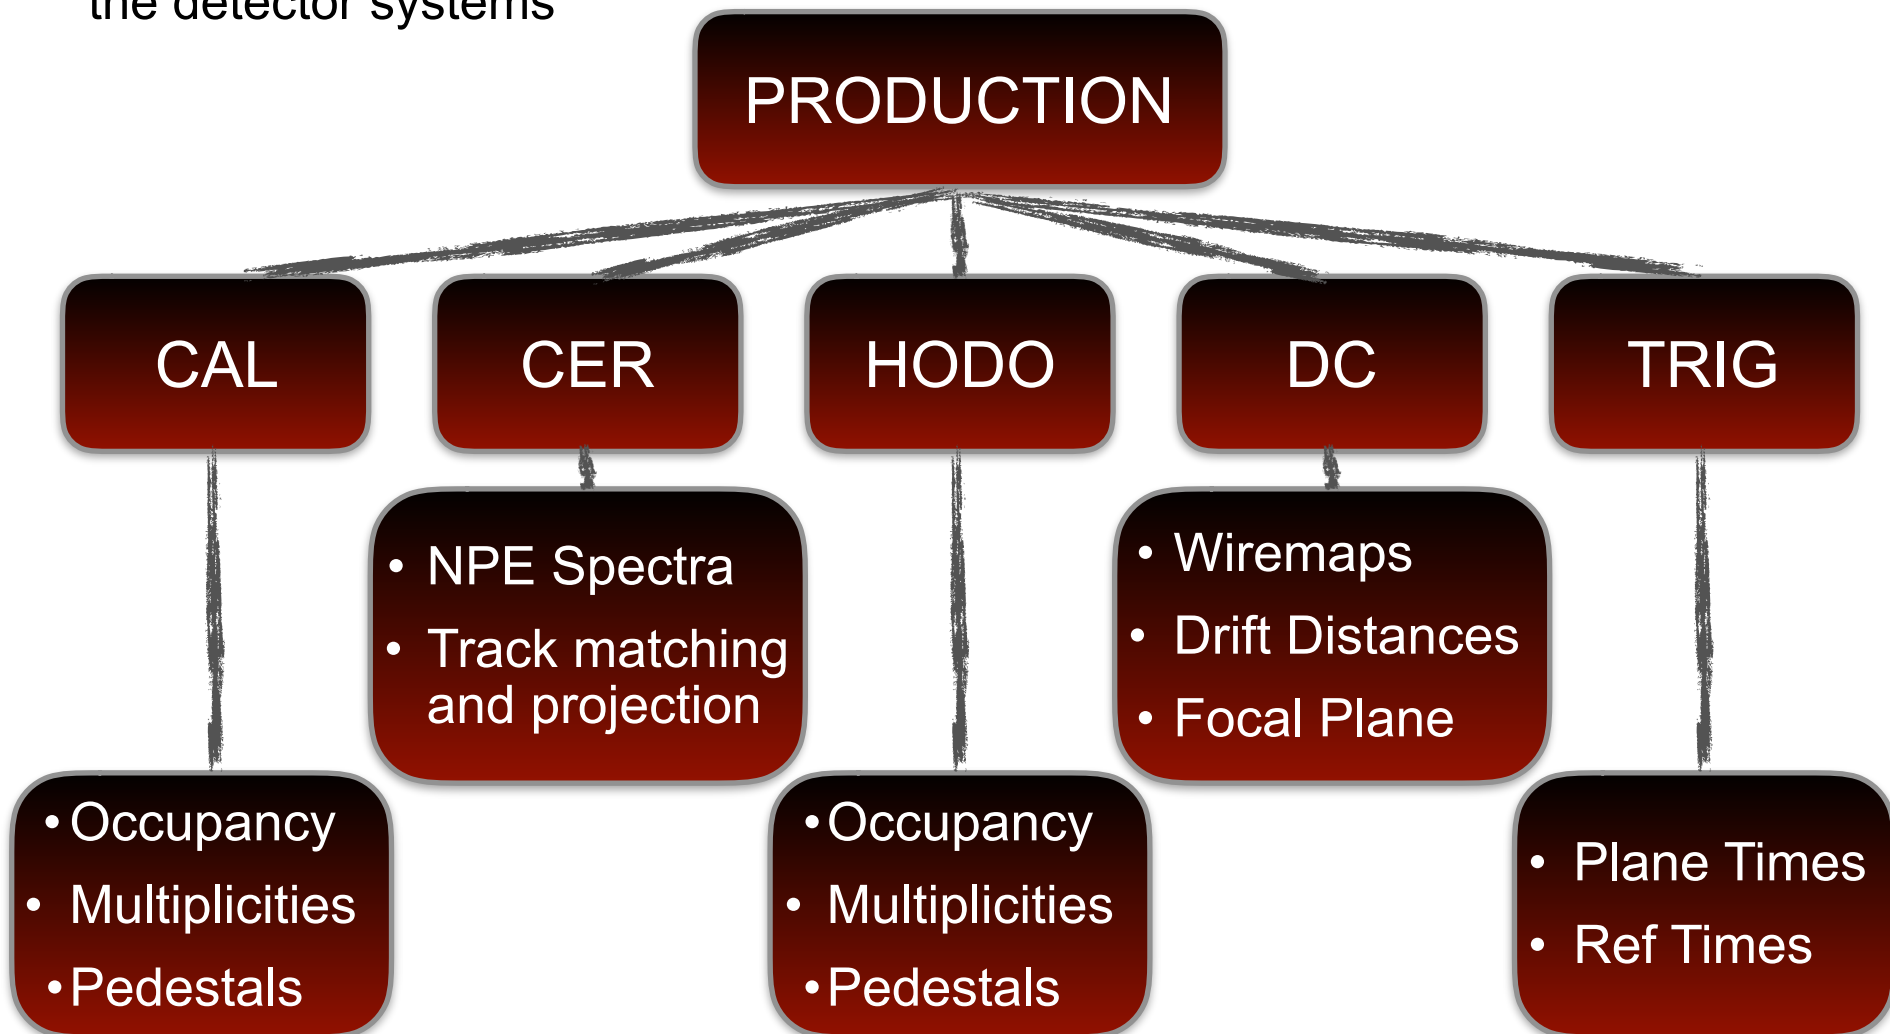 the detector systems
PRODUCTION
CAL
CER
HODO
DC
TRIG
• NPE Spectra
• Track matching
and projection
• Wiremaps
• Drift Distances
• Focal Plane
• Occupancy
• Multiplicities
• Pedestals
• Occupancy
• Multiplicities
• Pedestals
• Plane Times
• Ref Times